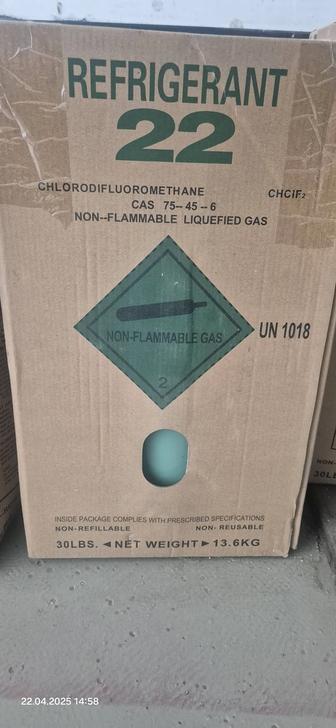 REFRIGERANT
22
CHLORODIFLUOROMETHANE CHClF₂
CAS 75-45-6
NON--FLAMMABLE LIQUEFIED GAS
NON-FLAMMABLE GAS
UN 1018
2
INSIDE PACKAGE COMPLIES WITH PRESCRIBED SPECIFICATIONS
NON-REFILLABLE NON- REUSABLE
30LBS. ◄NET WEIGHT► 13.6KG
NON-
30LB
22.04.2025 14:58